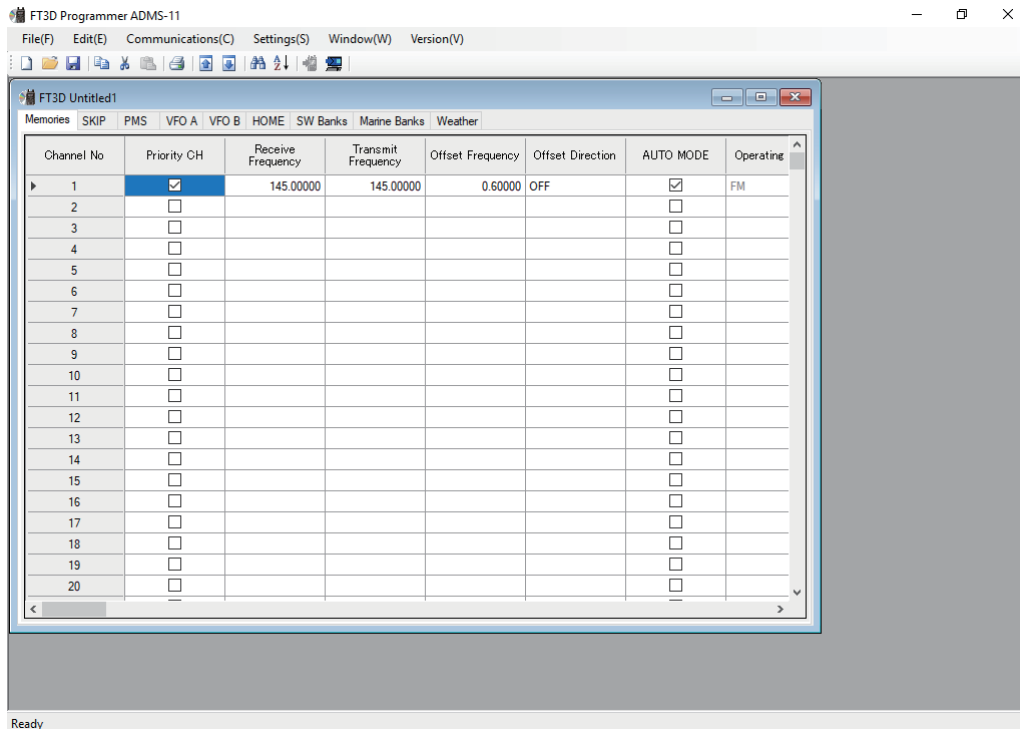 FT3D Programmer ADMS-11
File(F) Edit(E) Communications(C) Settings(S) Window(W) Version(V)
FT3D Untitled1
Memories SKIP PMS VFO A VFO B HOME SW Banks Marine Banks Weather
Channel No Priority CH Receive Frequency Transmit Frequency Offset Frequency Offset Direction AUTO MODE Operating
1 145.00000 145.00000 0.60000 OFF FM
2
3
4
5
6
7
8
9
10
11
12
13
14
15
16
17
18
19
20
Ready